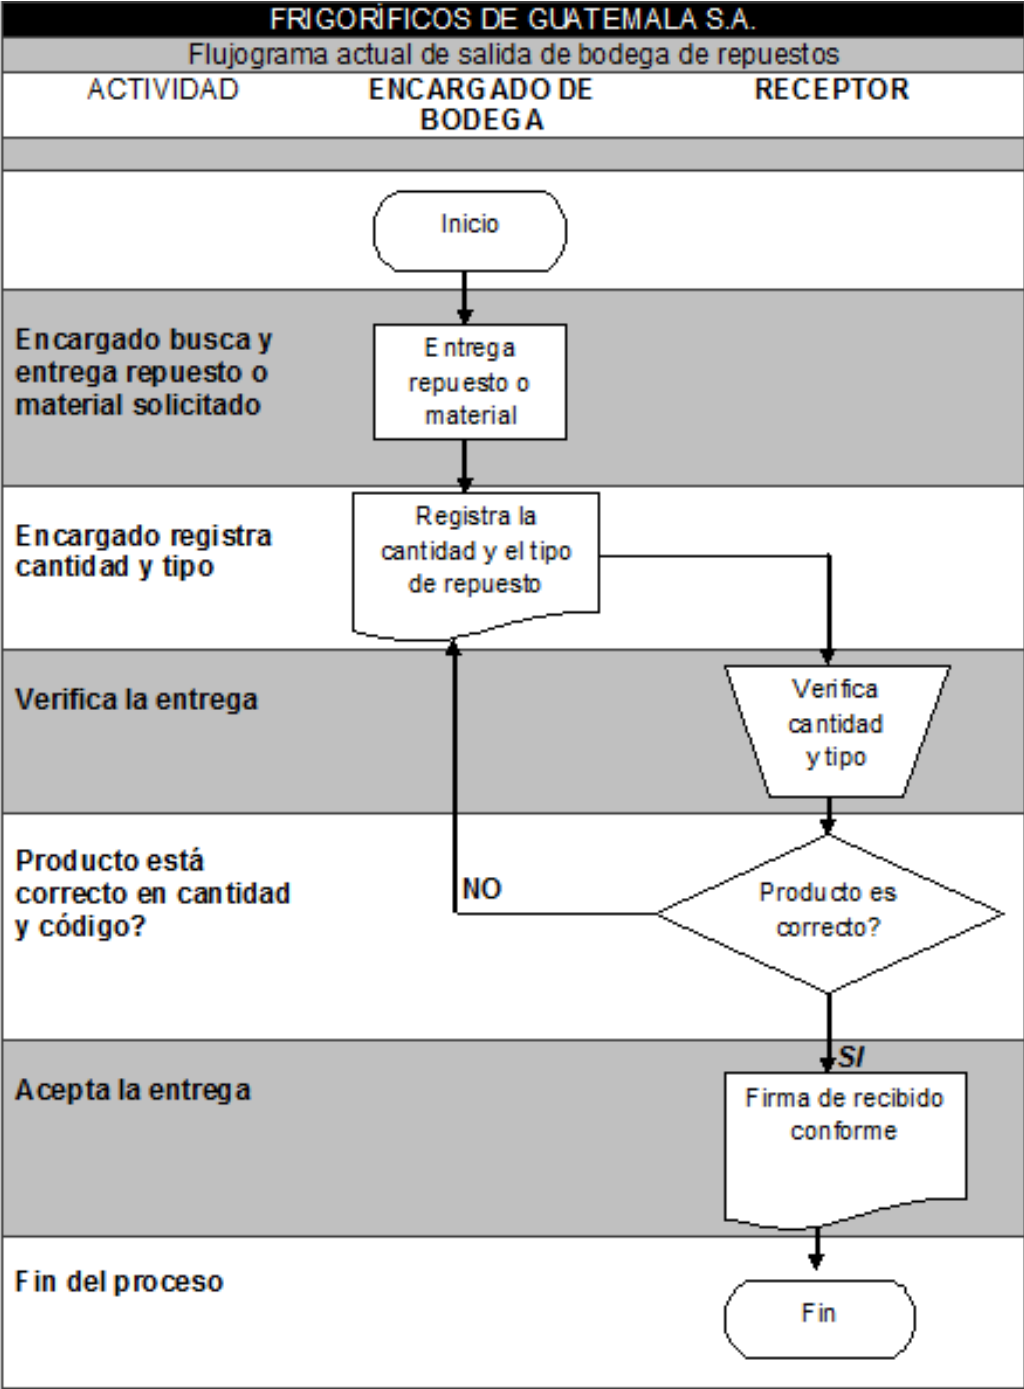 FRIGORÍFICOS DE GUATEMALA S.A.
Flujograma actual de salida de bodega de repuestos
ACTIVIDAD
ENCARGADO DE
BODEGA
RECEPTOR
Inicio
Encargado busca y
entrega repuesto o
material solicitado
Entrega
repuesto o
material
Encargado registra
cantidad y tipo
Registra la
cantidad y el tipo
de repuesto
Verifica la entrega
Verifica
cantidad
y tipo
Producto está
correcto en cantidad
y código?
NO
Producto es
correcto?
SI
Acepta la entrega
Firma de recibido
conforme
Fin del proceso
Fin